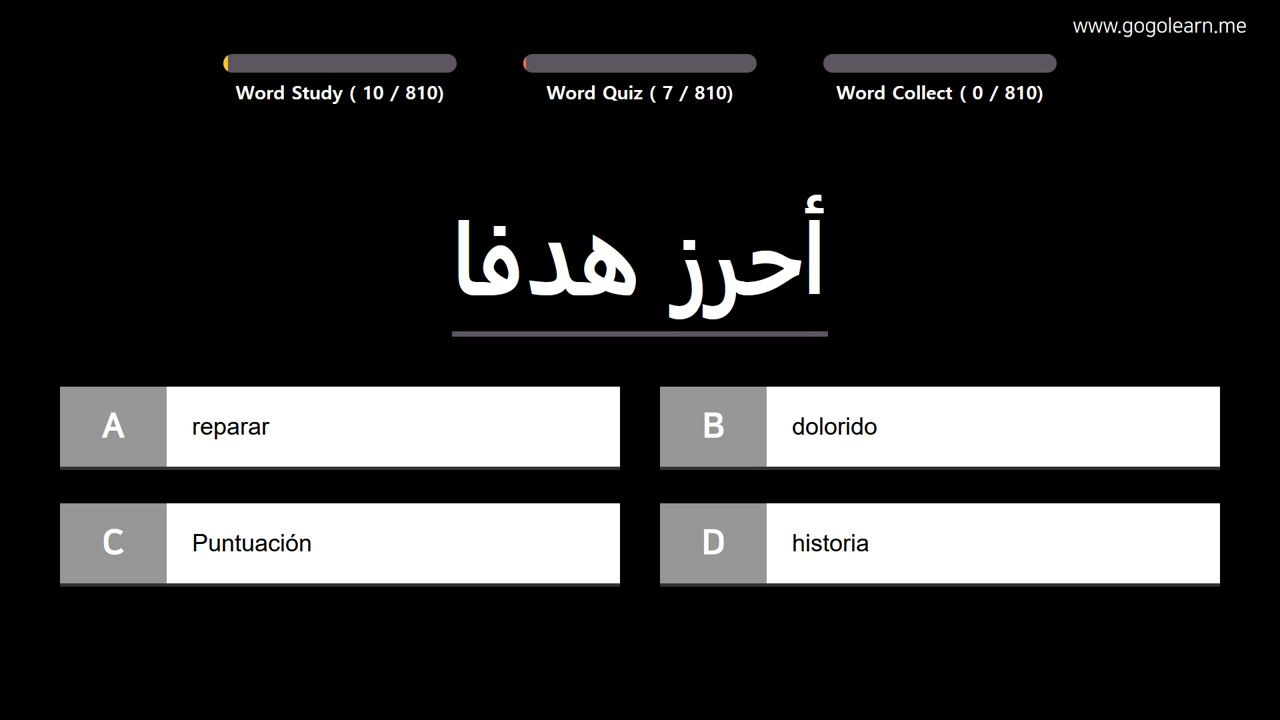 www.gogolearn.me
Word Study ( 10 / 810)
Word Quiz ( 7 / 810)
Word Collect ( 0 / 810)
أحرز هدفا
A reparar
B dolorido
C Puntuación
D historia